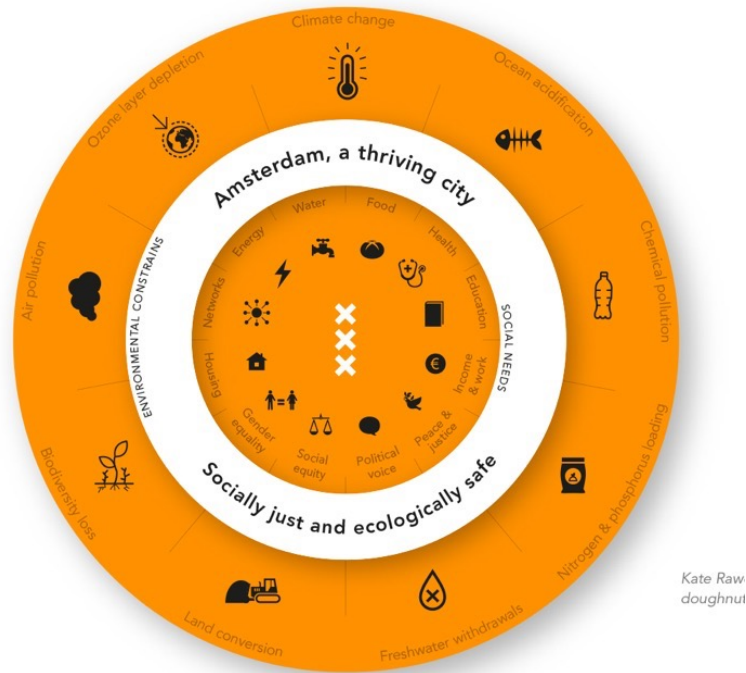 Climate change
Ocean acidification
Chemical pollution
Nitrogen & phosphorus loading
Freshwater withdrawals
Land conversion
Biodiversity loss
Air pollution
Ozone layer depletion
Amsterdam, a thriving city
ENVIRONMENTAL CONSTRAINS
SOCIAL NEEDS
Socially just and ecologically safe
Water
Food
Health
Education
Income
& work
Peace &
justice
Political
voice
Social
equity
Gender
equality
Housing
Networks
Energy
Kate
doughnut